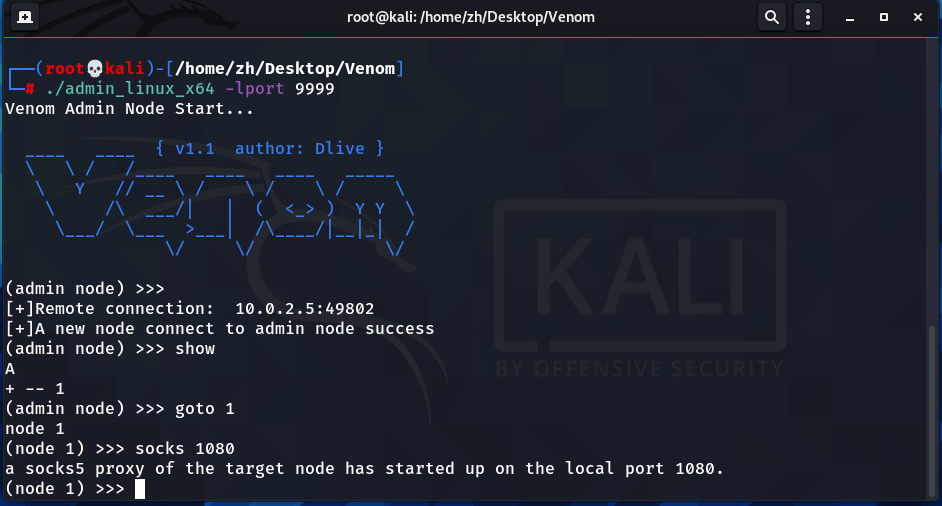 root@kali: /home/zh/Desktop/Venom
┌──(root💀kali)-[/home/zh/Desktop/Venom]
└─# ./admin_linux_x64 -lport 9999
Venom Admin Node Start...
{ v1.1  author: Dlive }
(admin node) >>>
[+]Remote connection:  10.0.2.5:49802
[+]A new node connect to admin node success
(admin node) >>> show
A
+ -- 1
(admin node) >>> goto 1
node 1
(node 1) >>> socks 1080
a socks5 proxy of the target node has started up on the local port 1080.
(node 1) >>>
KALI
BY OFFENSIVE SECURITY